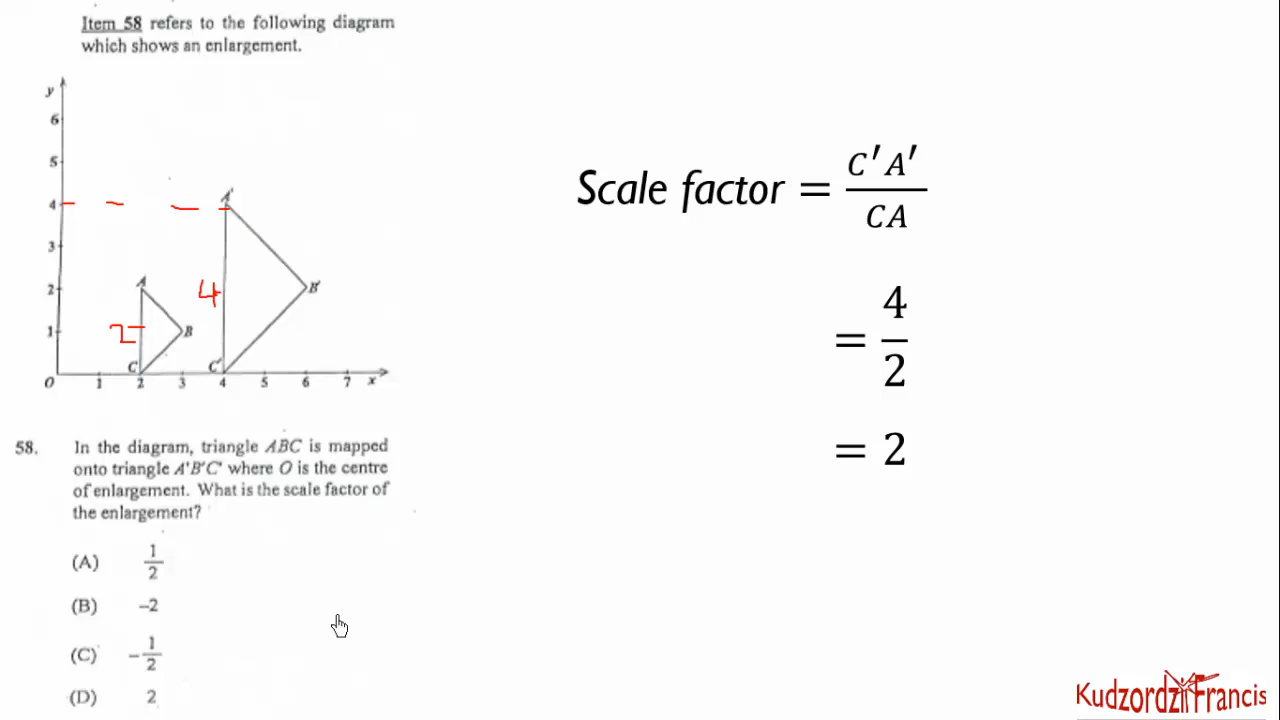 Item 58 refers to the following diagram
which shows an enlargement.
y
6
5
4
3
2
1
O
1 2 3 4 5 6 7 x
A'
B'
C'
A
B
C
4
2
58. In the diagram, triangle ABC is mapped
onto triangle A'B'C' where O is the centre
of enlargement. What is the scale factor of
the enlargement?
(A) 1/2
(B) -2
(C) -1/2
(D) 2
Scale factor = C'A'/CA
= 4/2
= 2
Kudzordzi Francis